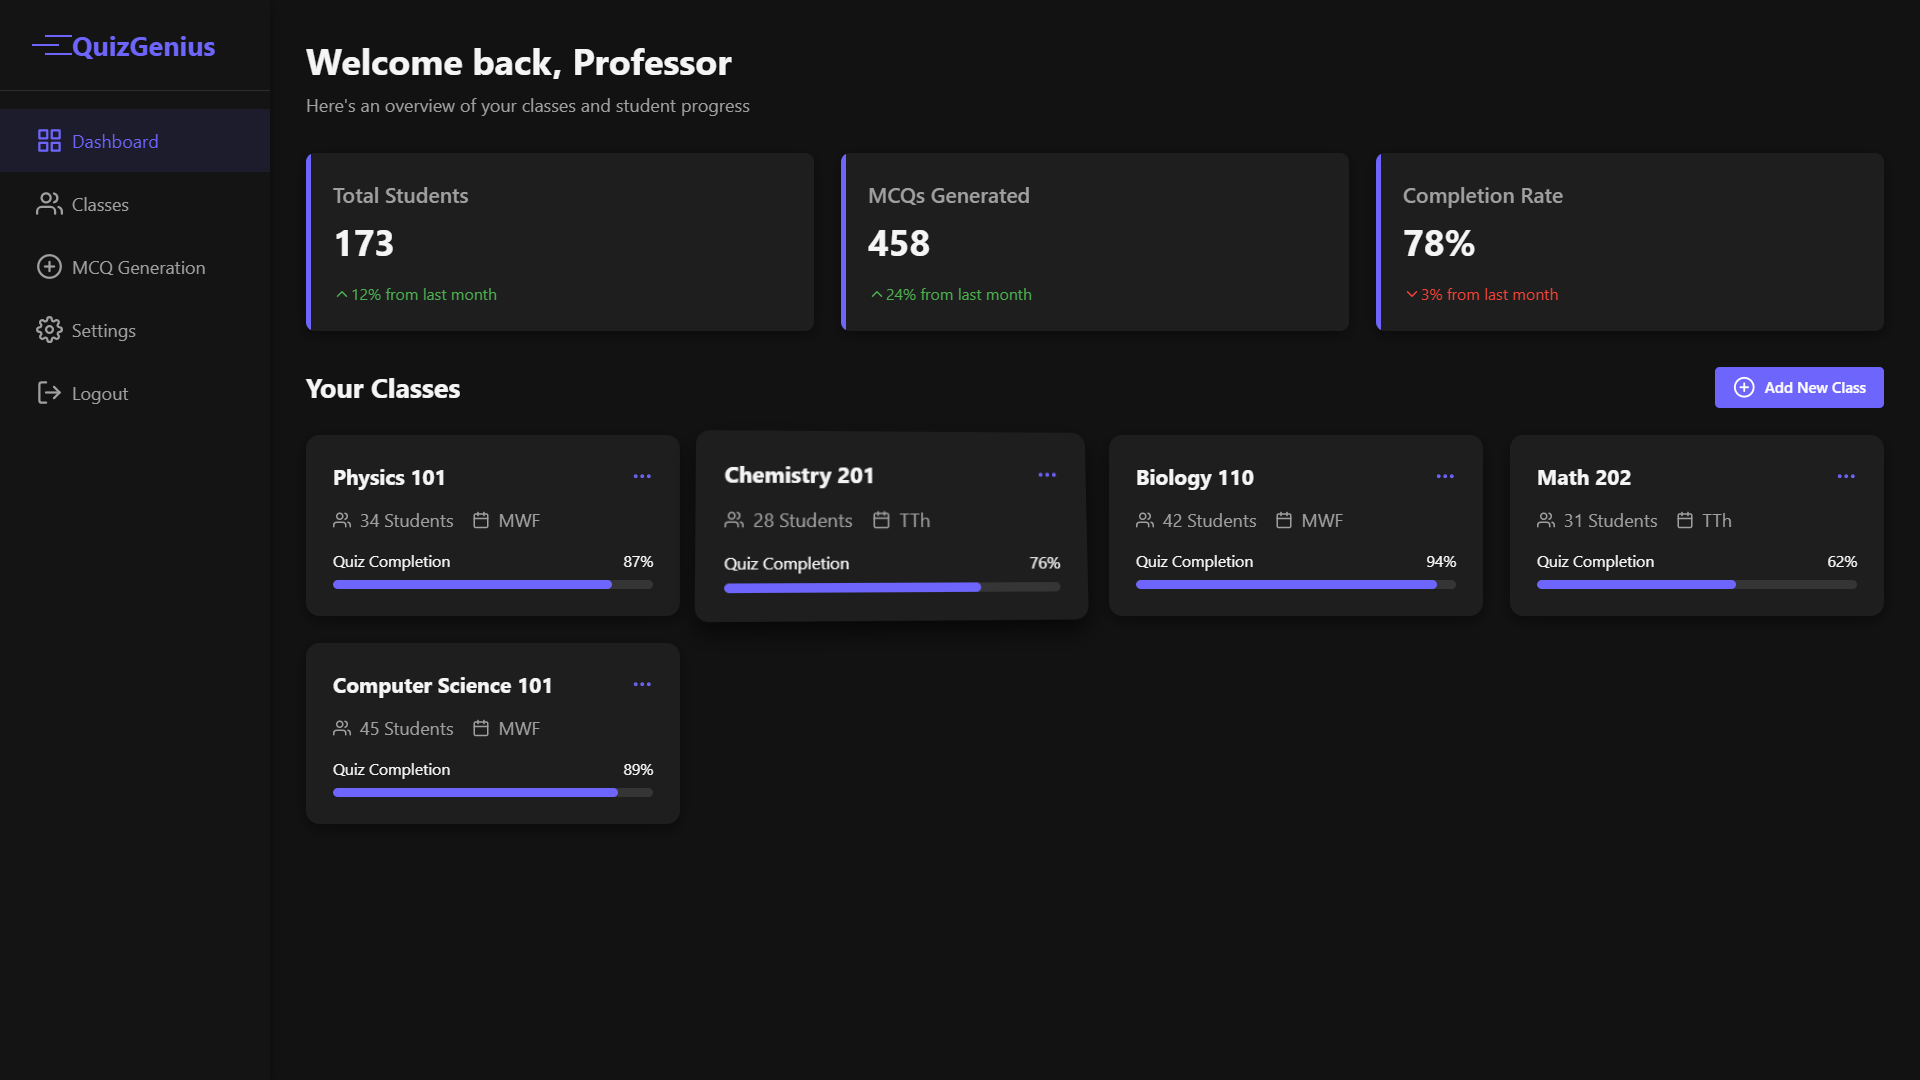 QuizGenius
Dashboard
Classes
MCQ Generation
Settings
Logout
Welcome back, Professor
Here's an overview of your classes and student progress
Total Students
173
12% from last month
MCQs Generated
458
24% from last month
Completion Rate
78%
3% from last month
Your Classes
Add New Class
Physics 101
34 Students MWF
Quiz Completion 87%
Chemistry 201
28 Students TTh
Quiz Completion 76%
Biology 110
42 Students MWF
Quiz Completion 94%
Math 202
31 Students TTh
Quiz Completion 62%
Computer Science 101
45 Students MWF
Quiz Completion 89%